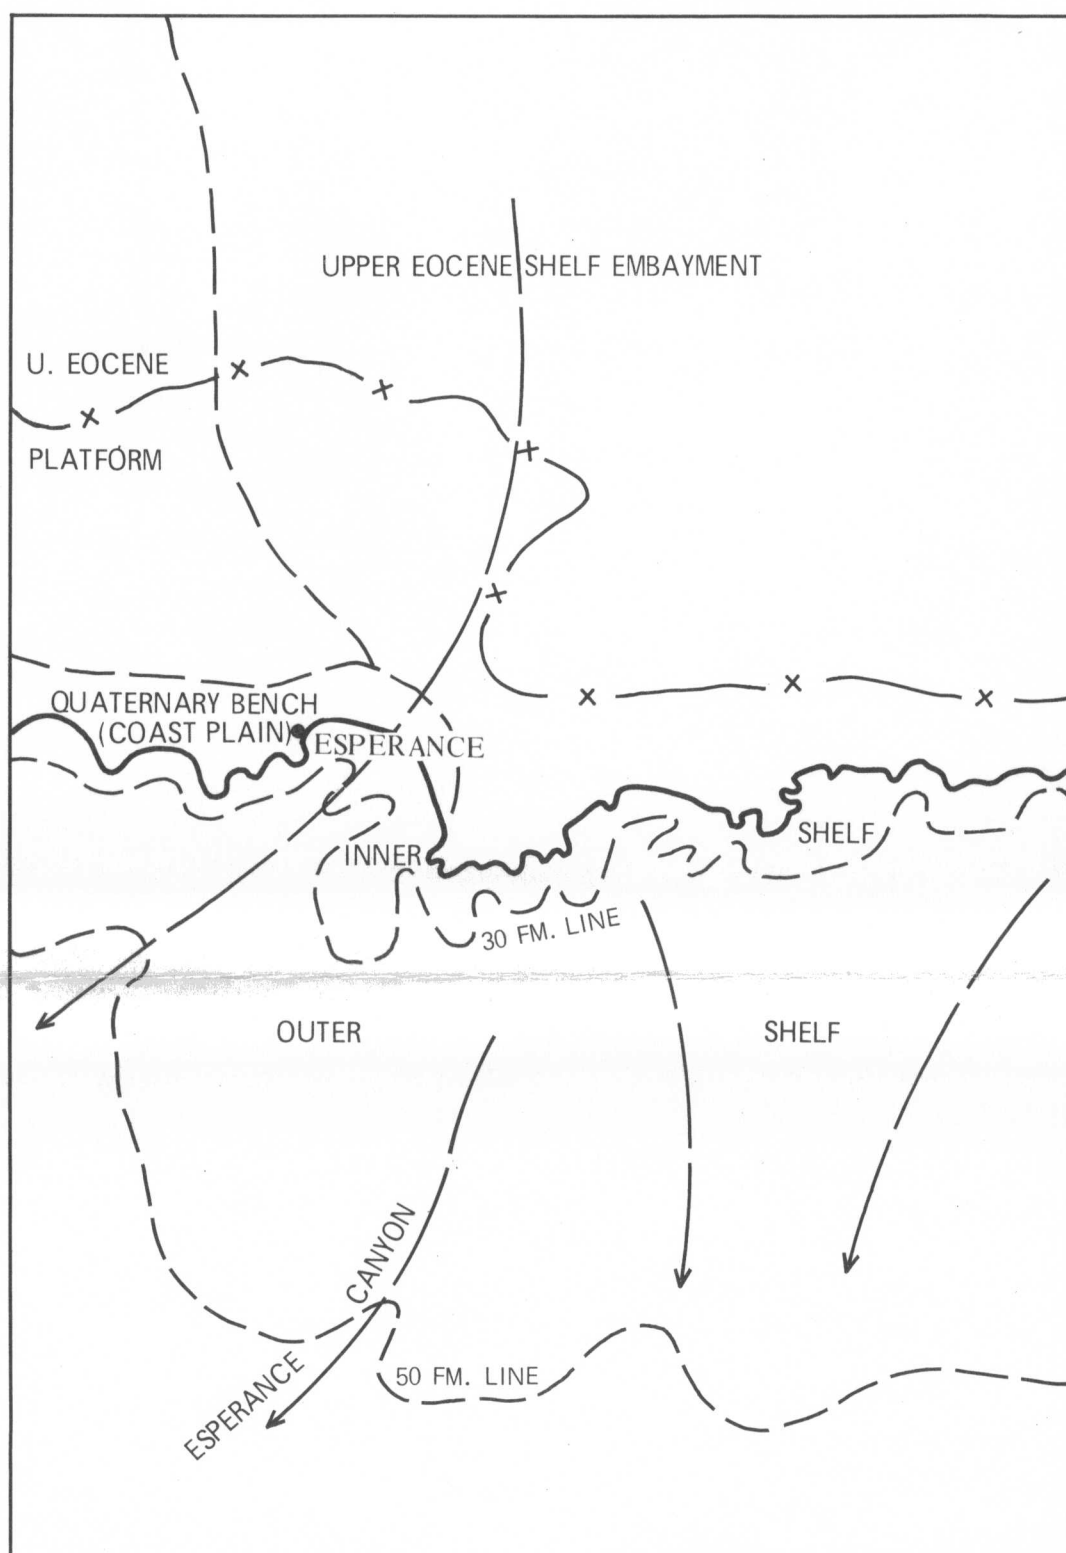 UPPER EOCENE SHELF EMBAYMENT
U. EOCENE
PLATFORM
QUATERNARY BENCH
(COAST PLAIN)
ESPERANCE
INNER
SHELF
30 FM. LINE
OUTER
SHELF
CANYON
ESPERANCE
50 FM. LINE